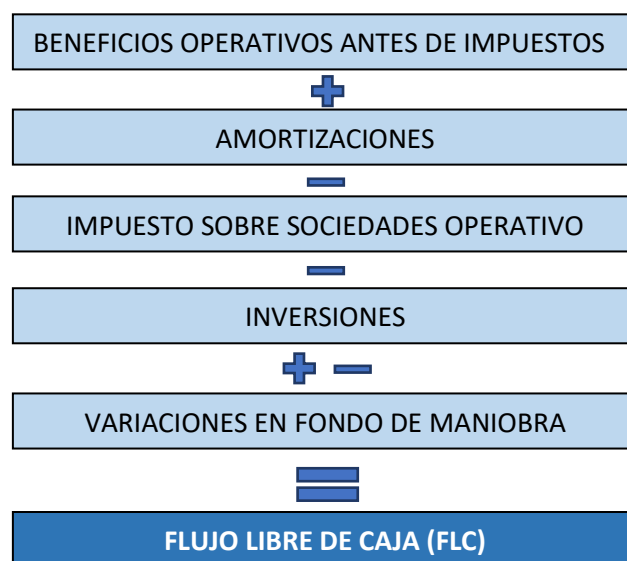 BENEFICIOS OPERATIVOS ANTES DE IMPUESTOS
+
AMORTIZACIONES
−
IMPUESTO SOBRE SOCIEDADES OPERATIVO
−
INVERSIONES
+ −
VARIACIONES EN FONDO DE MANIOBRA
=
FLUJO LIBRE DE CAJA (FLC)